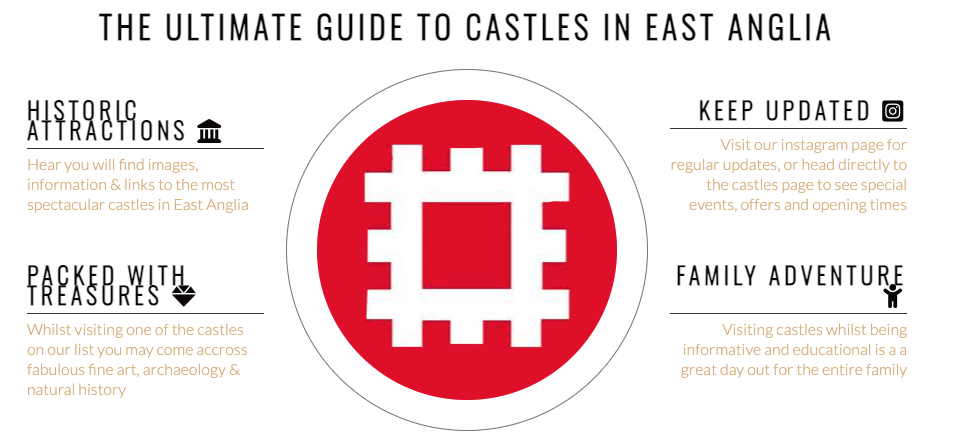 THE ULTIMATE GUIDE TO CASTLES IN EAST ANGLIA
HISTORIC
ATTRACTIONS
Hear you will find images,
information & links to the most
spectacular castles in East Anglia
PACKED WITH
TREASURES
Whilst visiting one of the castles
on our list you may come accross
fabulous fine art, archaeology &
natural history
KEEP UPDATED
Visit our instagram page for
regular updates, or head directly to
the castles page to see special
events, offers and opening times
FAMILY ADVENTURE
Visiting castles whilst being
informative and educational is a a
great day out for the entire family